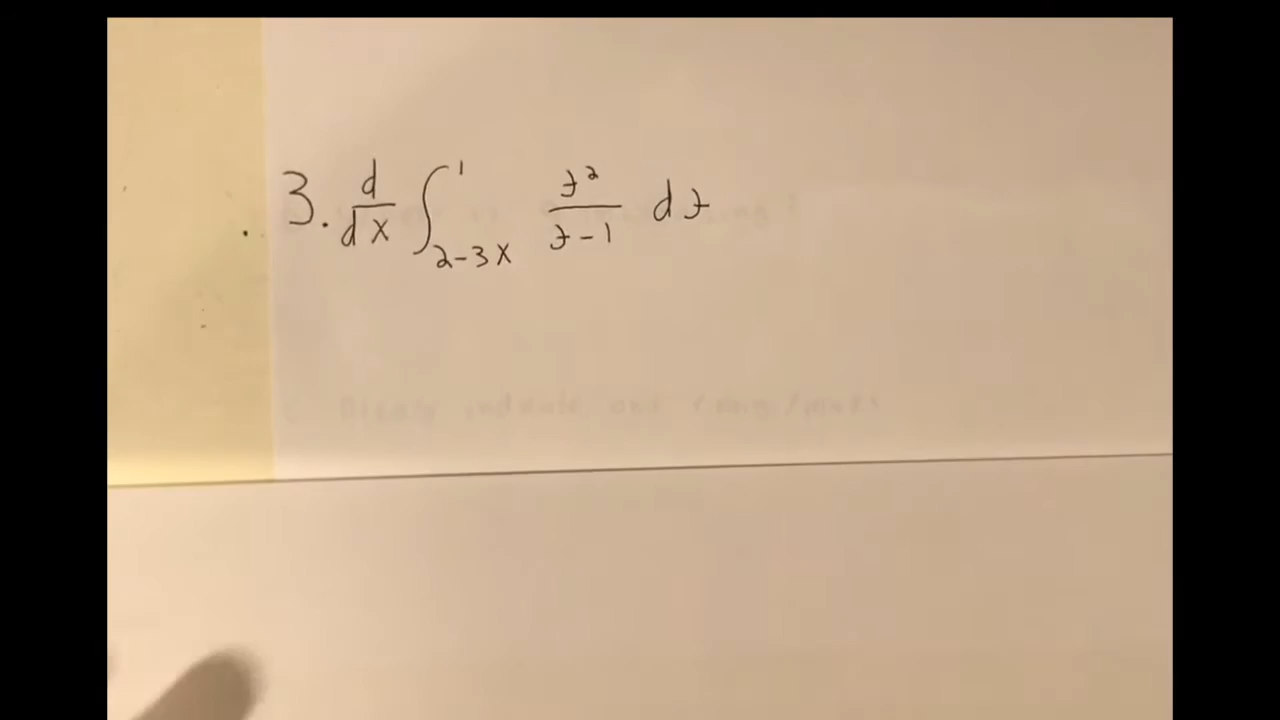 3. d/dx ∫_{2-3x}^{1} t²/(t-1) dt